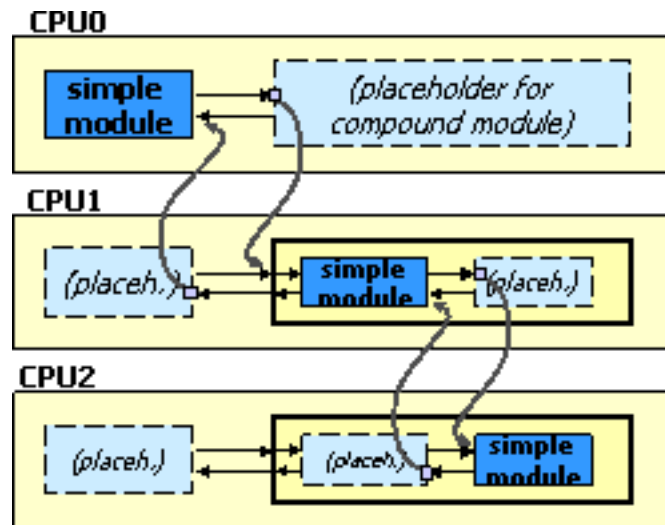 CPU0
simple
module
(placeholder for
compound module)
CPU1
(placeh.)
simple
module
(placeh.)
CPU2
(placeh.)
(placeh.)
simple
module